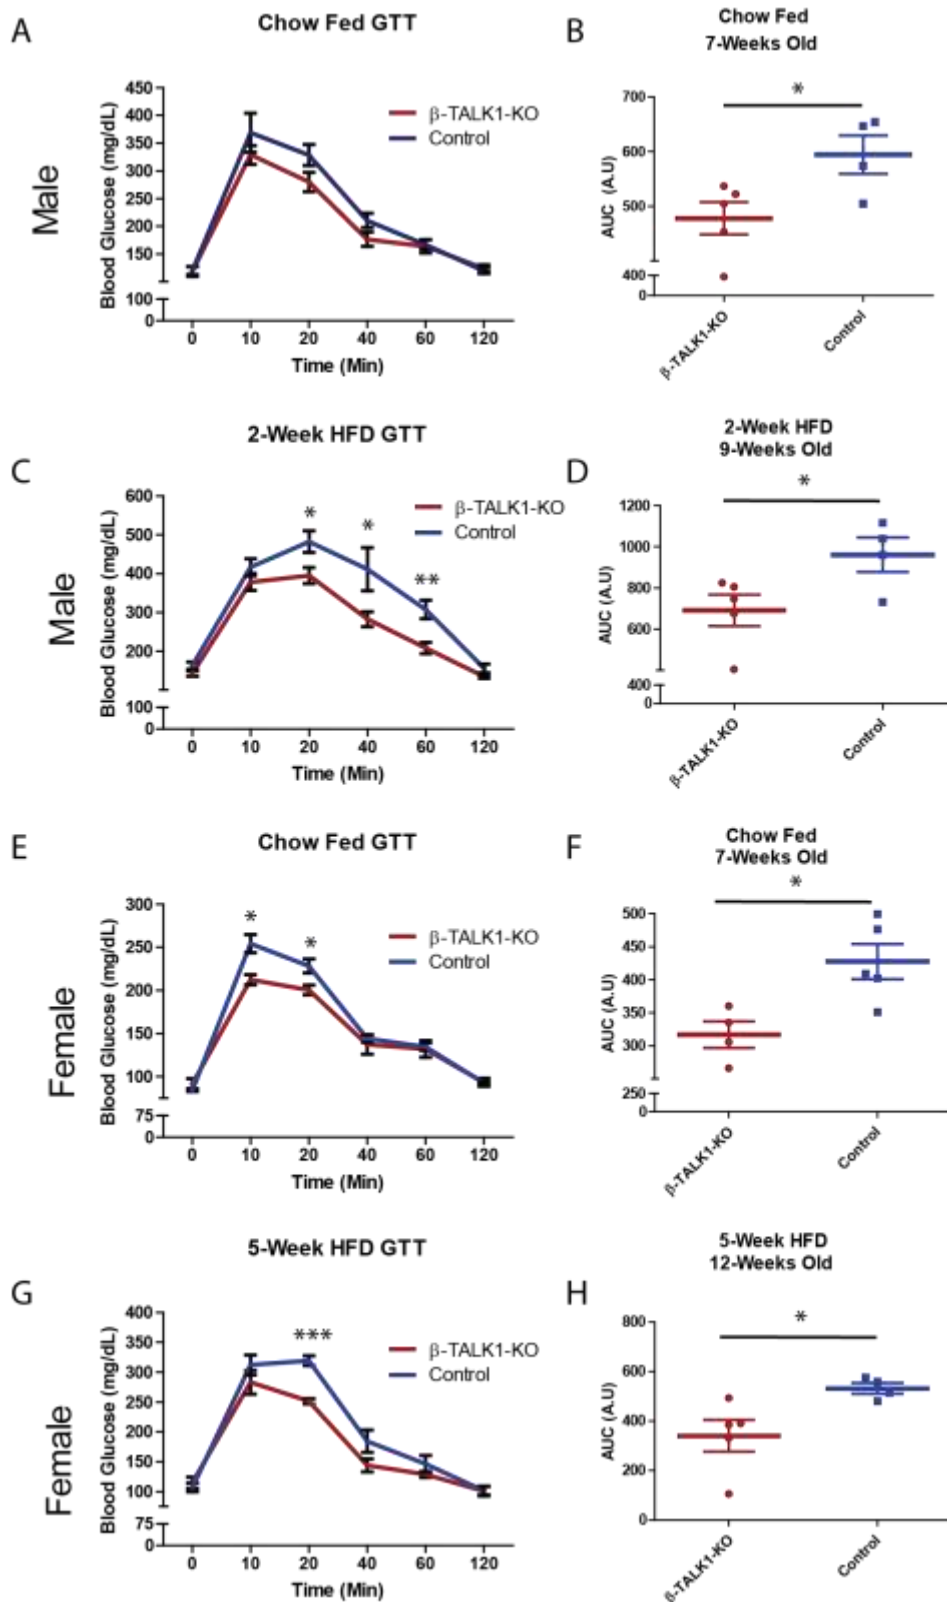 A
Chow Fed GTT
Male
Blood Glucose (mg/dL)
450
400
350
300
250
200
150
100
0
β-TALK1-KO
Control
0 10 20 40 60 120
Time (Min)
B
Chow Fed
7-Weeks Old
*
AUC (A.U)
700
600
500
400
0
β-TALK1-KO
Control
C
2-Week HFD GTT
Male
Blood Glucose (mg/dL)
600
500
400
300
200
100
0
* * **
β-TALK1-KO
Control
0 10 20 40 60 120
Time (Min)
D
2-Week HFD
9-Weeks Old
*
AUC (A.U)
1200
1000
800
600
400
0
β-TALK1-KO
Control
E
Chow Fed GTT
Female
Blood Glucose (mg/dL)
300
250
200
150
100
75
0
* *
β-TALK1-KO
Control
0 10 20 40 60 120
Time (Min)
F
Chow Fed
7-Weeks Old
*
AUC (A.U)
500
450
400
350
300
250
0
β-TALK1-KO
Control
G
5-Week HFD GTT
Female
Blood Glucose (mg/dL)
400
350
300
250
200
150
100
75
0
***
β-TALK1-KO
Control
0 10 20 40 60 120
Time (Min)
H
5-Week HFD
12-Weeks Old
*
AUC (A.U)
800
600
400
200
0
β-TALK1-KO
Control